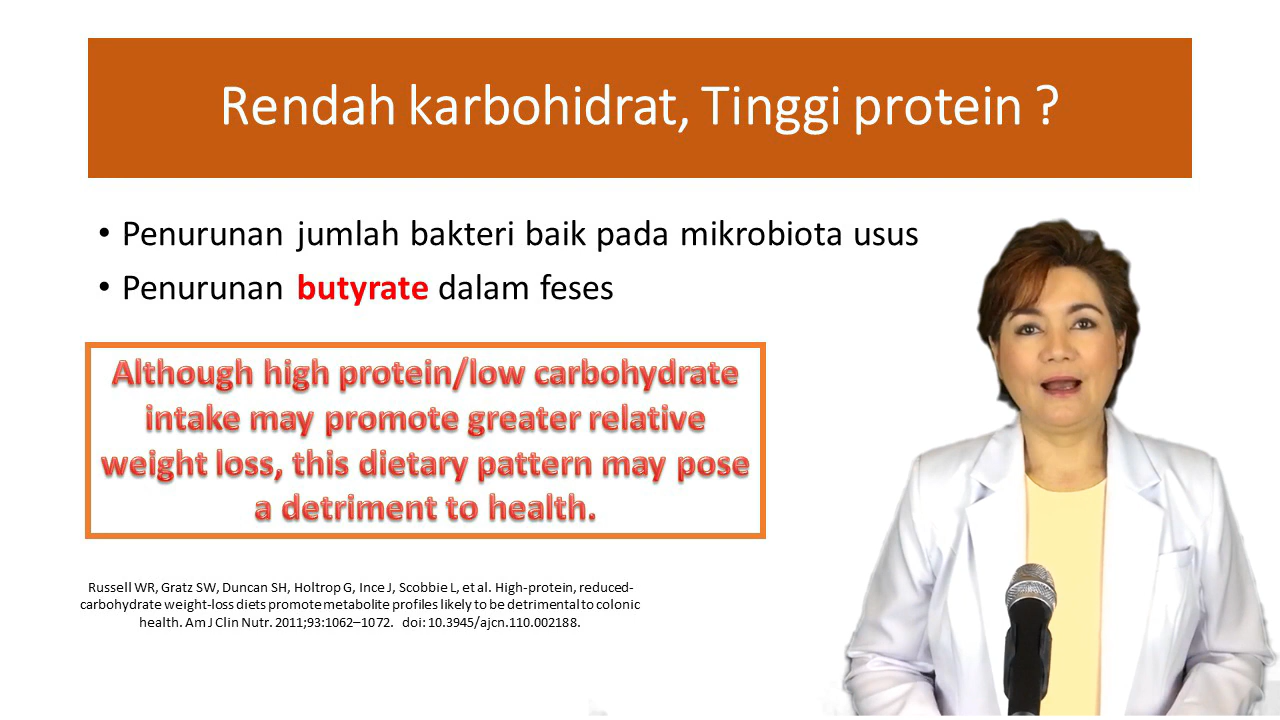 Rendah karbohidrat, Tinggi protein ?
• Penurunan jumlah bakteri baik pada mikrobiota usus
• Penurunan butyrate dalam feses
Although high protein/low carbohydrate
intake may promote greater relative
weight loss, this dietary pattern may pose
a detriment to health.
Russell WR, Gratz SW, Duncan SH, Holtrop G, Ince J, Scobbie L, et al. High-protein, reduced-
carbohydrate weight-loss diets promote metabolite profiles likely to be detrimental to colonic
health. Am J Clin Nutr. 2011;93:1062–1072. doi: 10.3945/ajcn.110.002188.